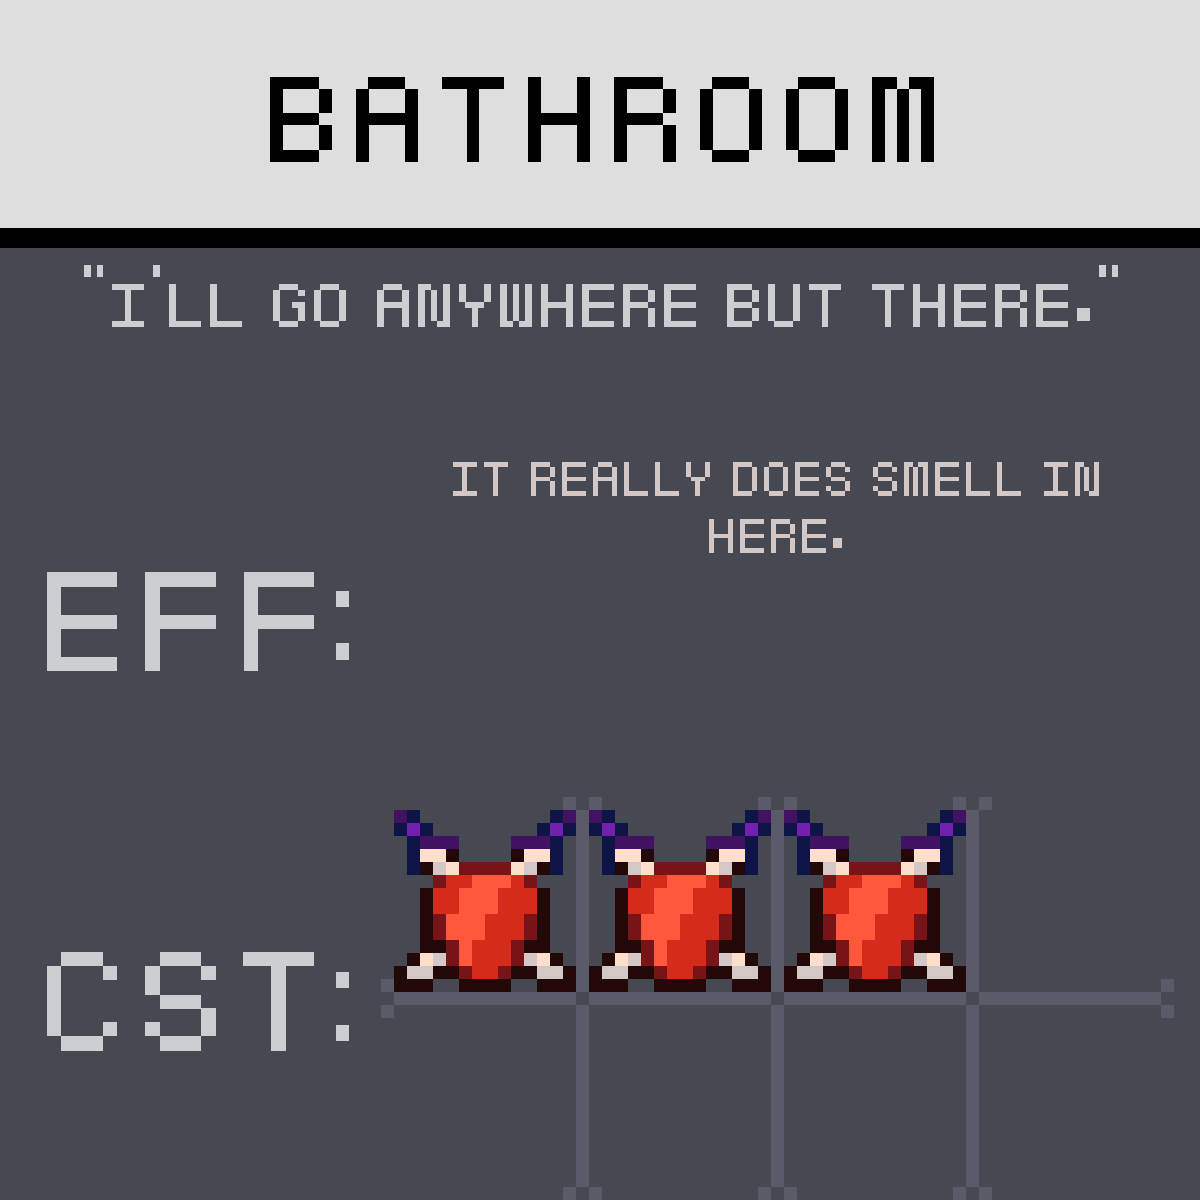 BATHROOM
"I'LL GO ANYWHERE BUT THERE."
IT REALLY DOES SMELL IN
HERE.
EFF:
CST: